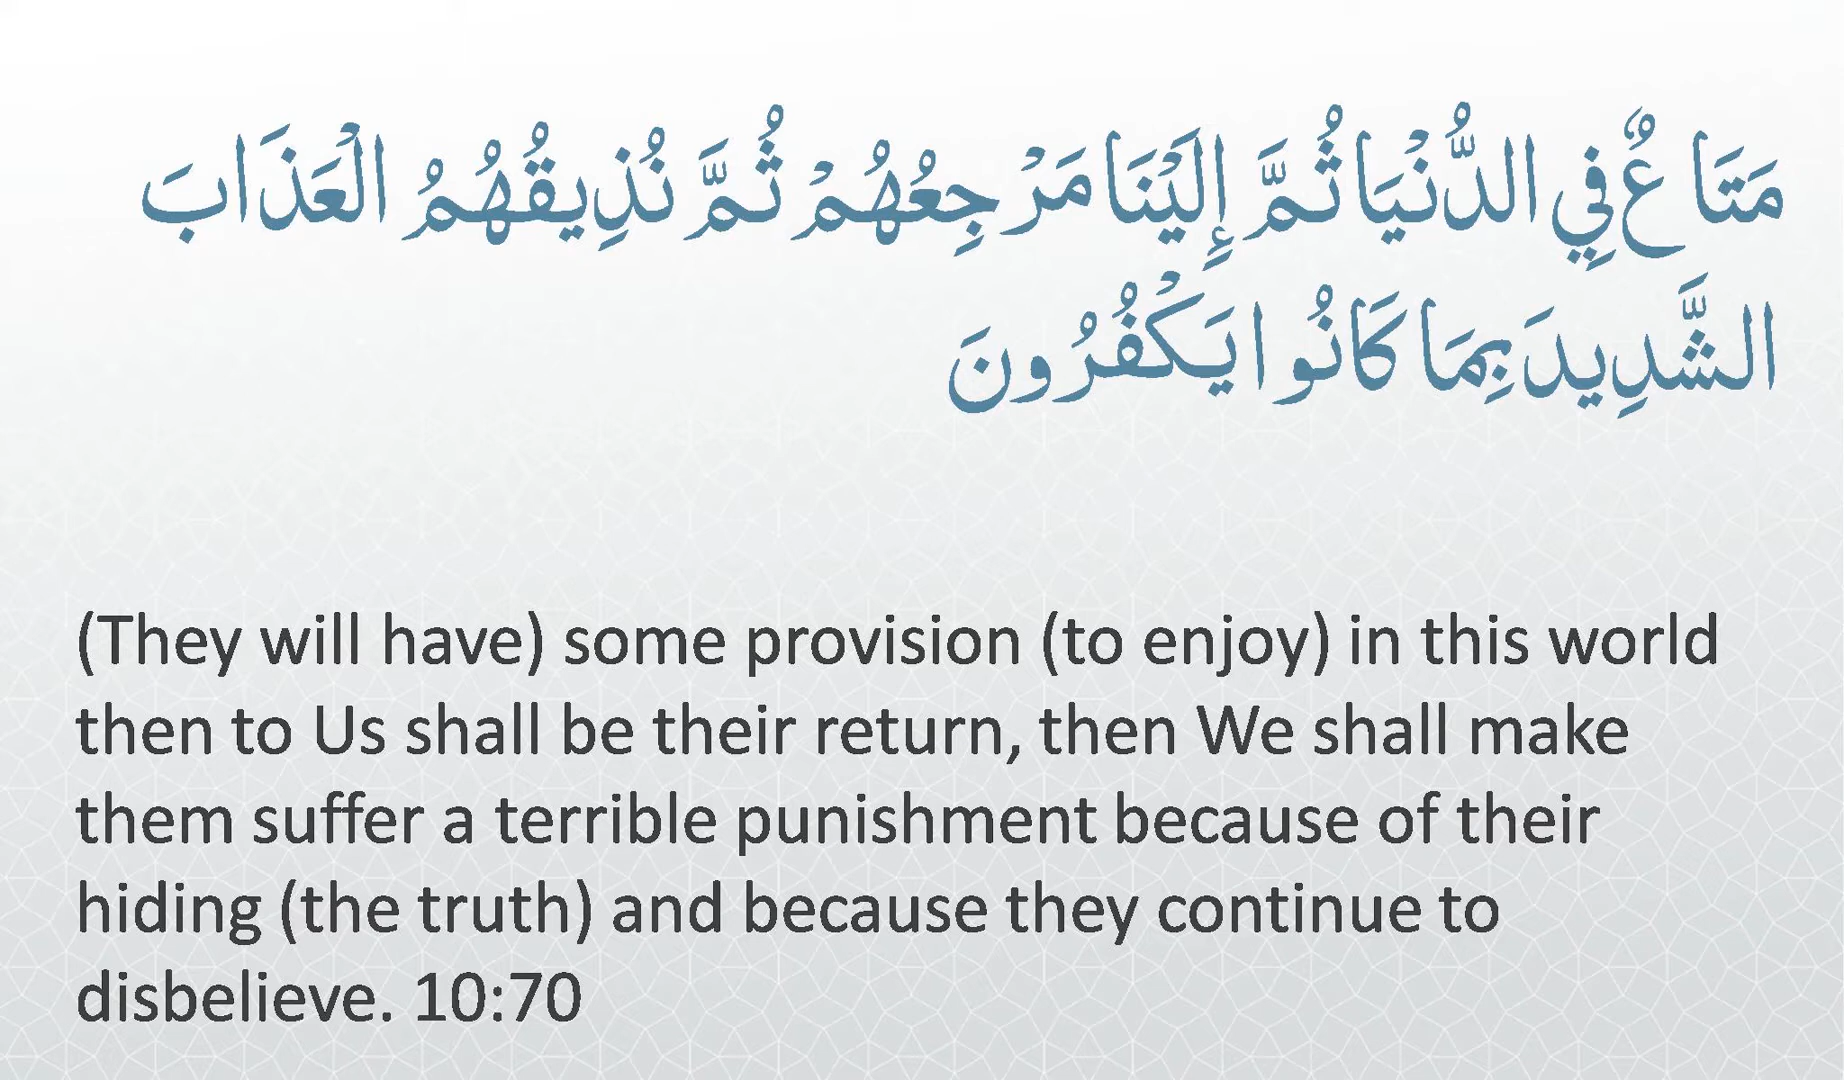 مَتَاعٌ فِي الدُّنْيَا ثُمَّ إِلَيْنَا مَرْجِعُهُمْ ثُمَّ نُذِيقُهُمُ الْعَذَابَ
الشَّدِيدَ بِمَا كَانُوا يَكْفُرُونَ
(They will have) some provision (to enjoy) in this world
then to Us shall be their return, then We shall make
them suffer a terrible punishment because of their
hiding (the truth) and because they continue to
disbelieve. 10:70